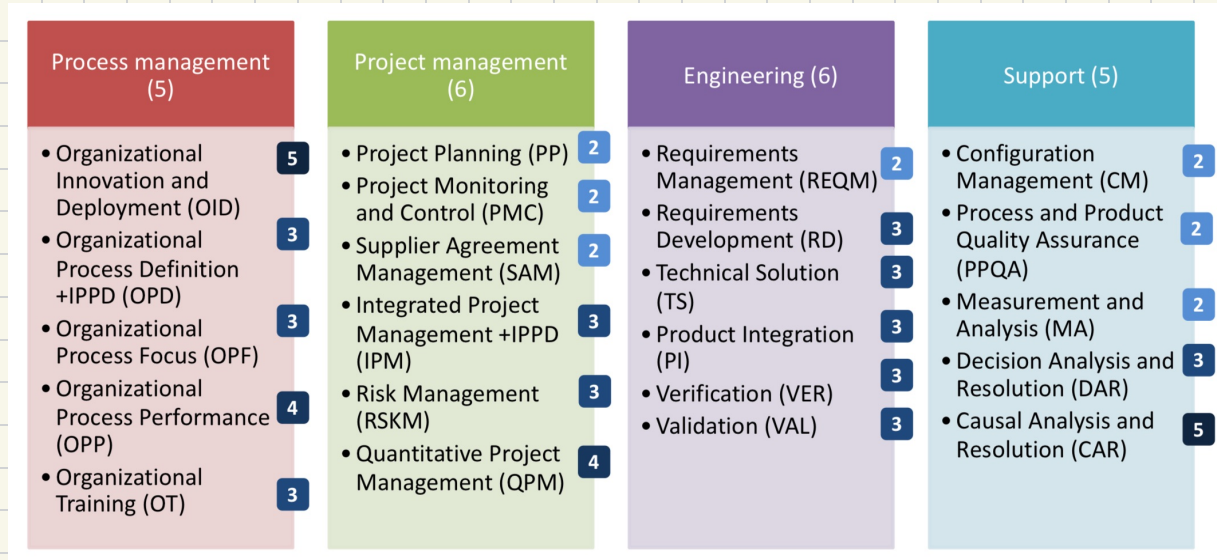 Process management
(5)
• Organizational
Innovation and
Deployment (OID)
5
• Organizational
Process Definition
+IPPD (OPD)
3
• Organizational
Process Focus (OPF)
3
• Organizational
Process Performance
(OPP)
4
• Organizational
Training (OT)
3
Project management
(6)
• Project Planning (PP)
2
• Project Monitoring
and Control (PMC)
2
• Supplier Agreement
Management (SAM)
2
• Integrated Project
Management +IPPD
(IPM)
3
• Risk Management
(RSKM)
3
• Quantitative Project
Management (QPM)
4
Engineering (6)
• Requirements
Management (REQM)
2
• Requirements
Development (RD)
3
• Technical Solution
(TS)
3
• Product Integration
(PI)
3
• Verification (VER)
3
• Validation (VAL)
3
Support (5)
• Configuration
Management (CM)
2
• Process and Product
Quality Assurance
(PPQA)
2
• Measurement and
Analysis (MA)
2
• Decision Analysis and
Resolution (DAR)
3
• Causal Analysis and
Resolution (CAR)
5